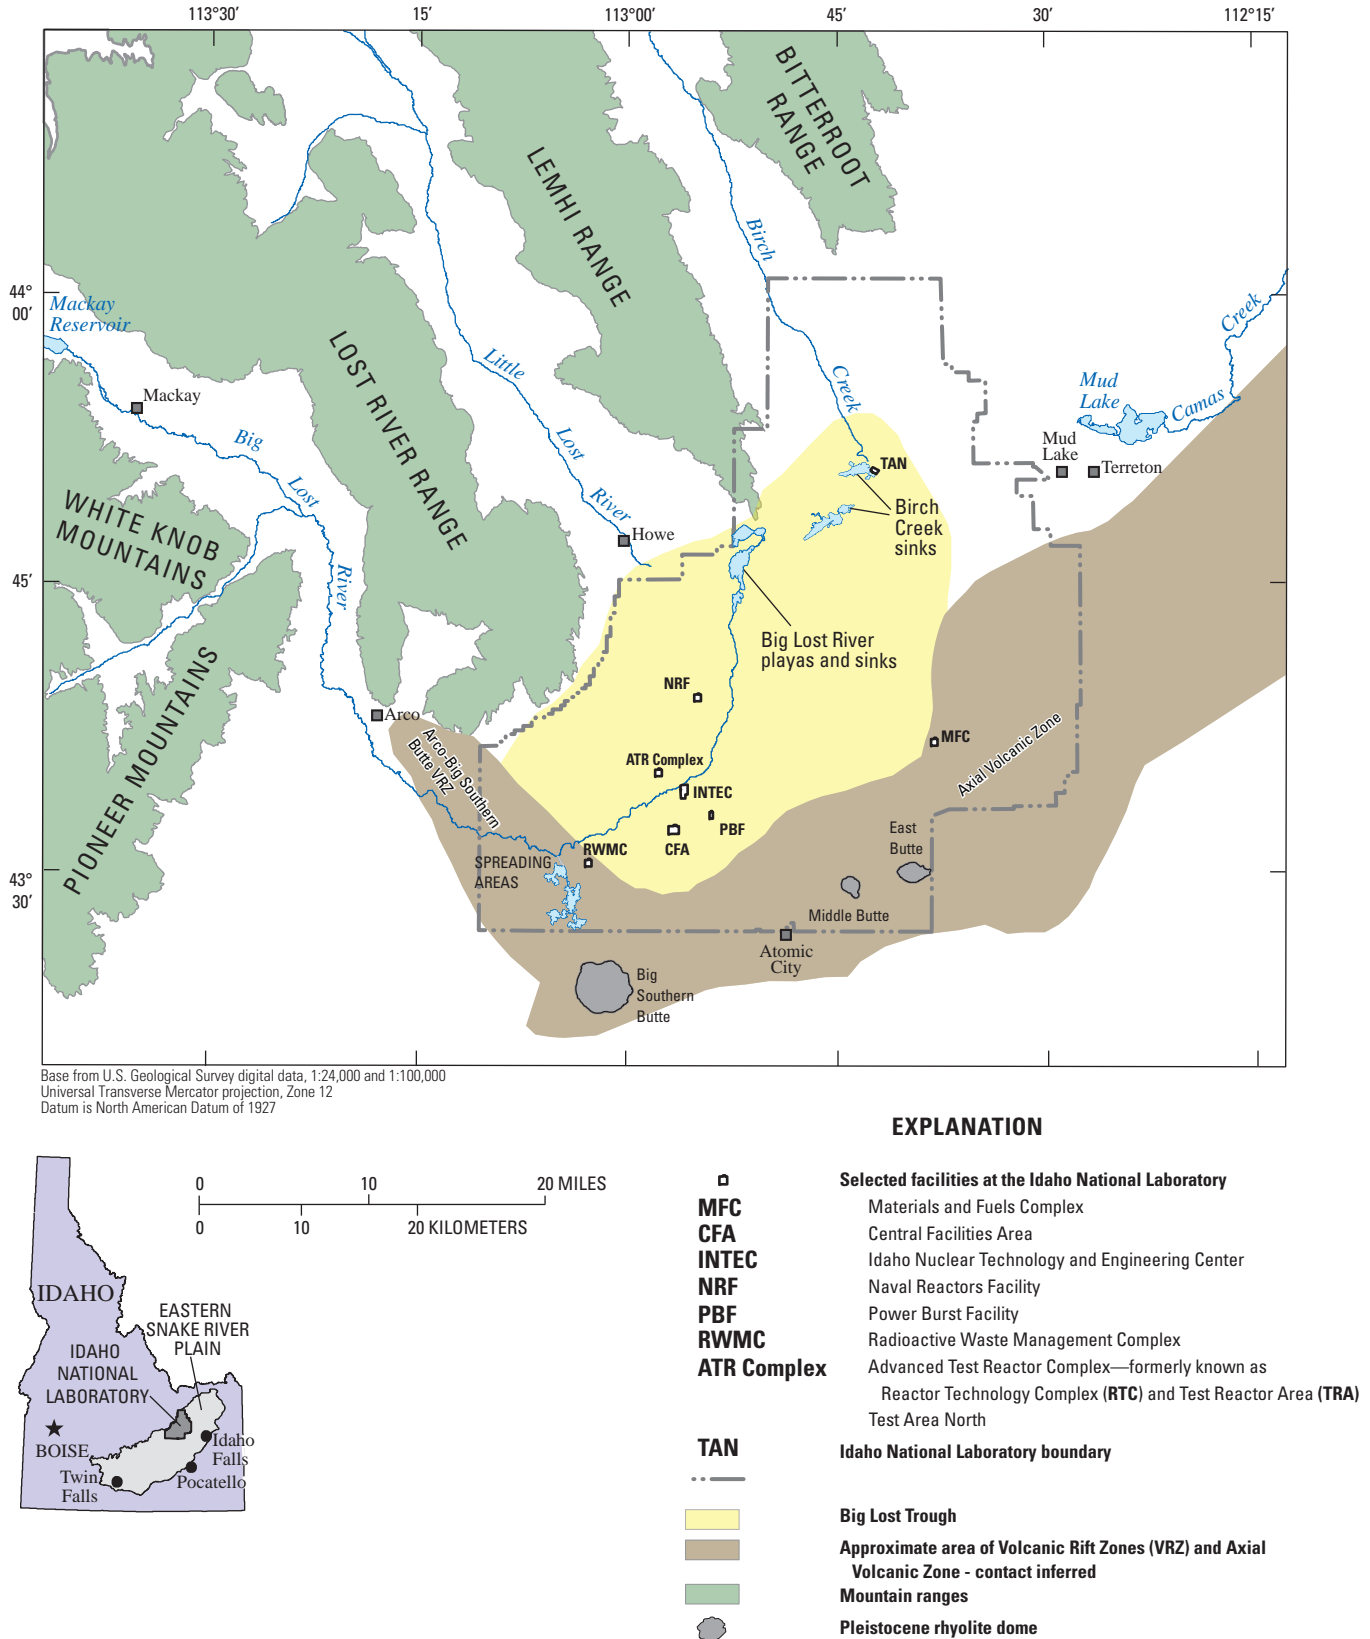 113°30′
15′
113°00′
45′
30′
112°15′
BITTERROOT
RANGE
LEMHI RANGE
Birch
Creek
44°
00′
Mackay
Reservoir
Mackay
LOST RIVER RANGE
Little
Lost
River
Creek
Camas
Mud
Lake
Mud
Lake
Terreton
Big
Lost
River
TAN
Birch
Creek
sinks
WHITE KNOB
MOUNTAINS
Howe
45′
Big Lost River
playas and sinks
PIONEER MOUNTAINS
NRF
Arco
Arco-Big Southern
Butte VRZ
ATR Complex
MFC
Axial Volcanic Zone
INTEC
PBF
East
Butte
RWMC
CFA
SPREADING
AREAS
43°
30′
Middle Butte
Atomic
City
Big
Southern
Butte
Base from U.S. Geological Survey digital data, 1:24,000 and 1:100,000
Universal Transverse Mercator projection, Zone 12
Datum is North American Datum of 1927
0 10 20 MILES
0 10 20 KILOMETERS
IDAHO
EASTERN
SNAKE RIVER
PLAIN
IDAHO
NATIONAL
LABORATORY
BOISE
Idaho
Falls
Twin
Falls
Pocatello
EXPLANATION
Selected facilities at the Idaho National Laboratory
MFC Materials and Fuels Complex
CFA Central Facilities Area
INTEC Idaho Nuclear Technology and Engineering Center
NRF Naval Reactors Facility
PBF Power Burst Facility
RWMC Radioactive Waste Management Complex
ATR Complex Advanced Test Reactor Complex—formerly known as
Reactor Technology Complex (RTC) and Test Reactor Area (TRA)
Test Area North
TAN Idaho National Laboratory boundary
Big Lost Trough
Approximate area of Volcanic Rift Zones (VRZ) and Axial
Volcanic Zone - contact inferred
Mountain ranges
Pleistocene rhyolite dome